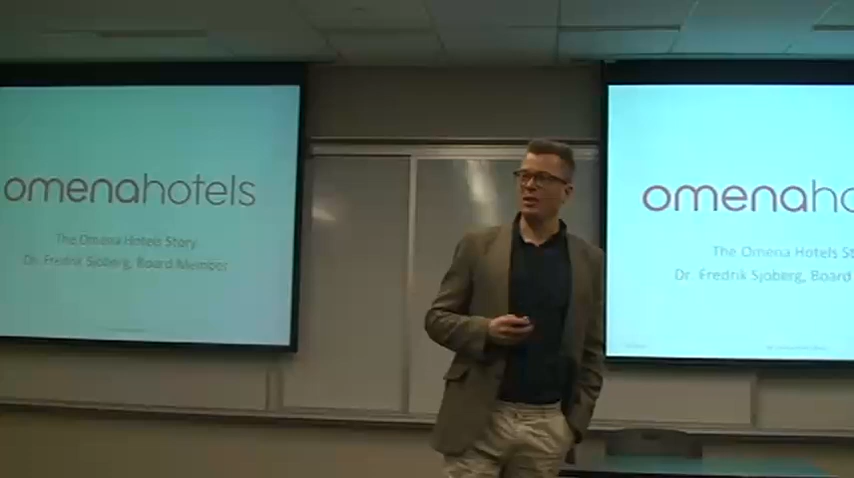 omenahotels
The Omena Hotels Story
Dr. Fredrik Sjoberg, Board Member
omenaho
The Omena Hotels St
Dr. Fredrik Sjoberg, Board